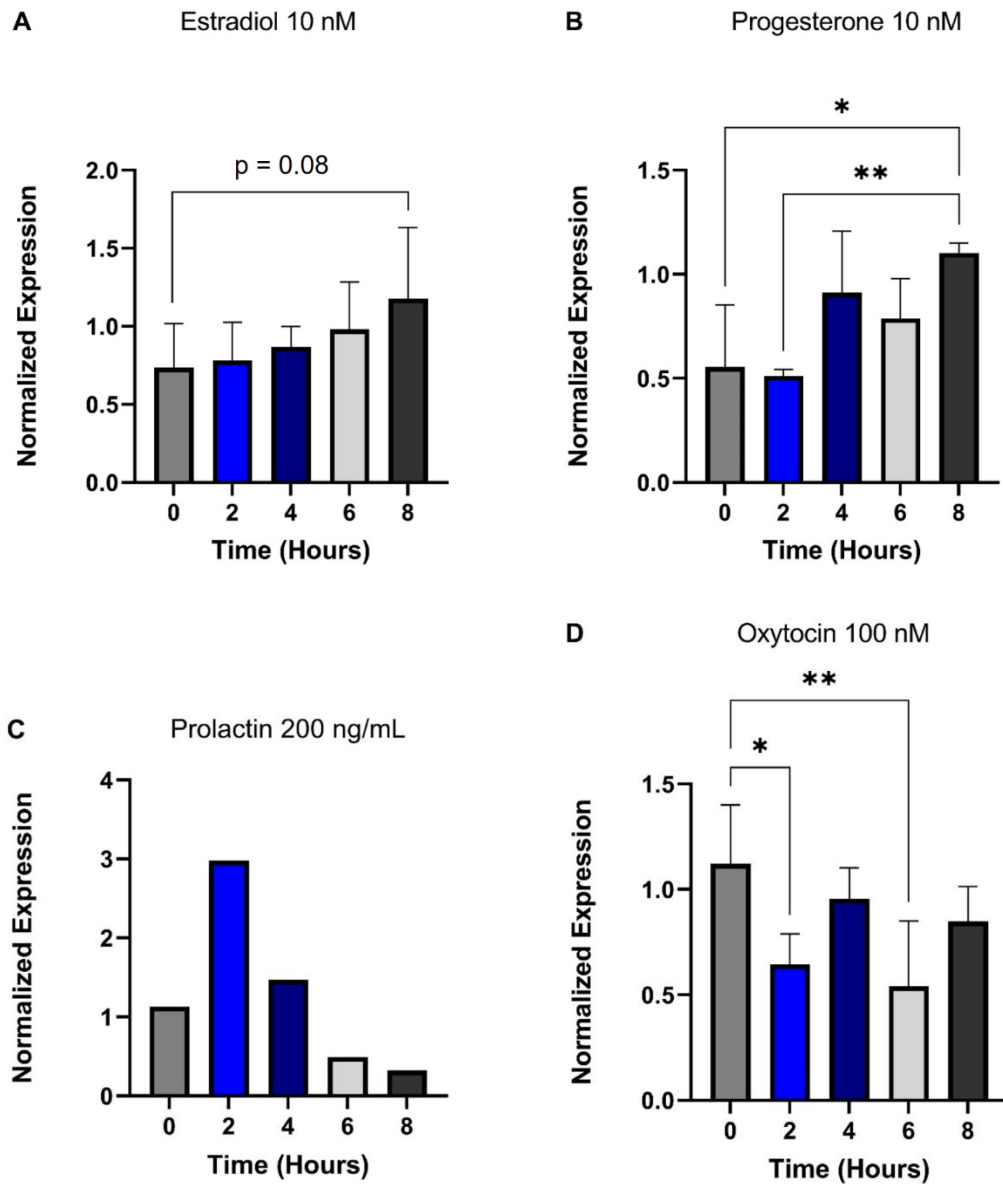 A Estradiol 10 nM
p = 0.08
Normalized Expression
2.0
1.5
1.0
0.5
0.0
0 2 4 6 8
Time (Hours)
B Progesterone 10 nM
*
**
Normalized Expression
1.5
1.0
0.5
0.0
0 2 4 6 8
Time (Hours)
C Prolactin 200 ng/mL
Normalized Expression
4
3
2
1
0
0 2 4 6 8
Time (Hours)
D Oxytocin 100 nM
**
*
Normalized Expression
1.5
1.0
0.5
0.0
0 2 4 6 8
Time (Hours)